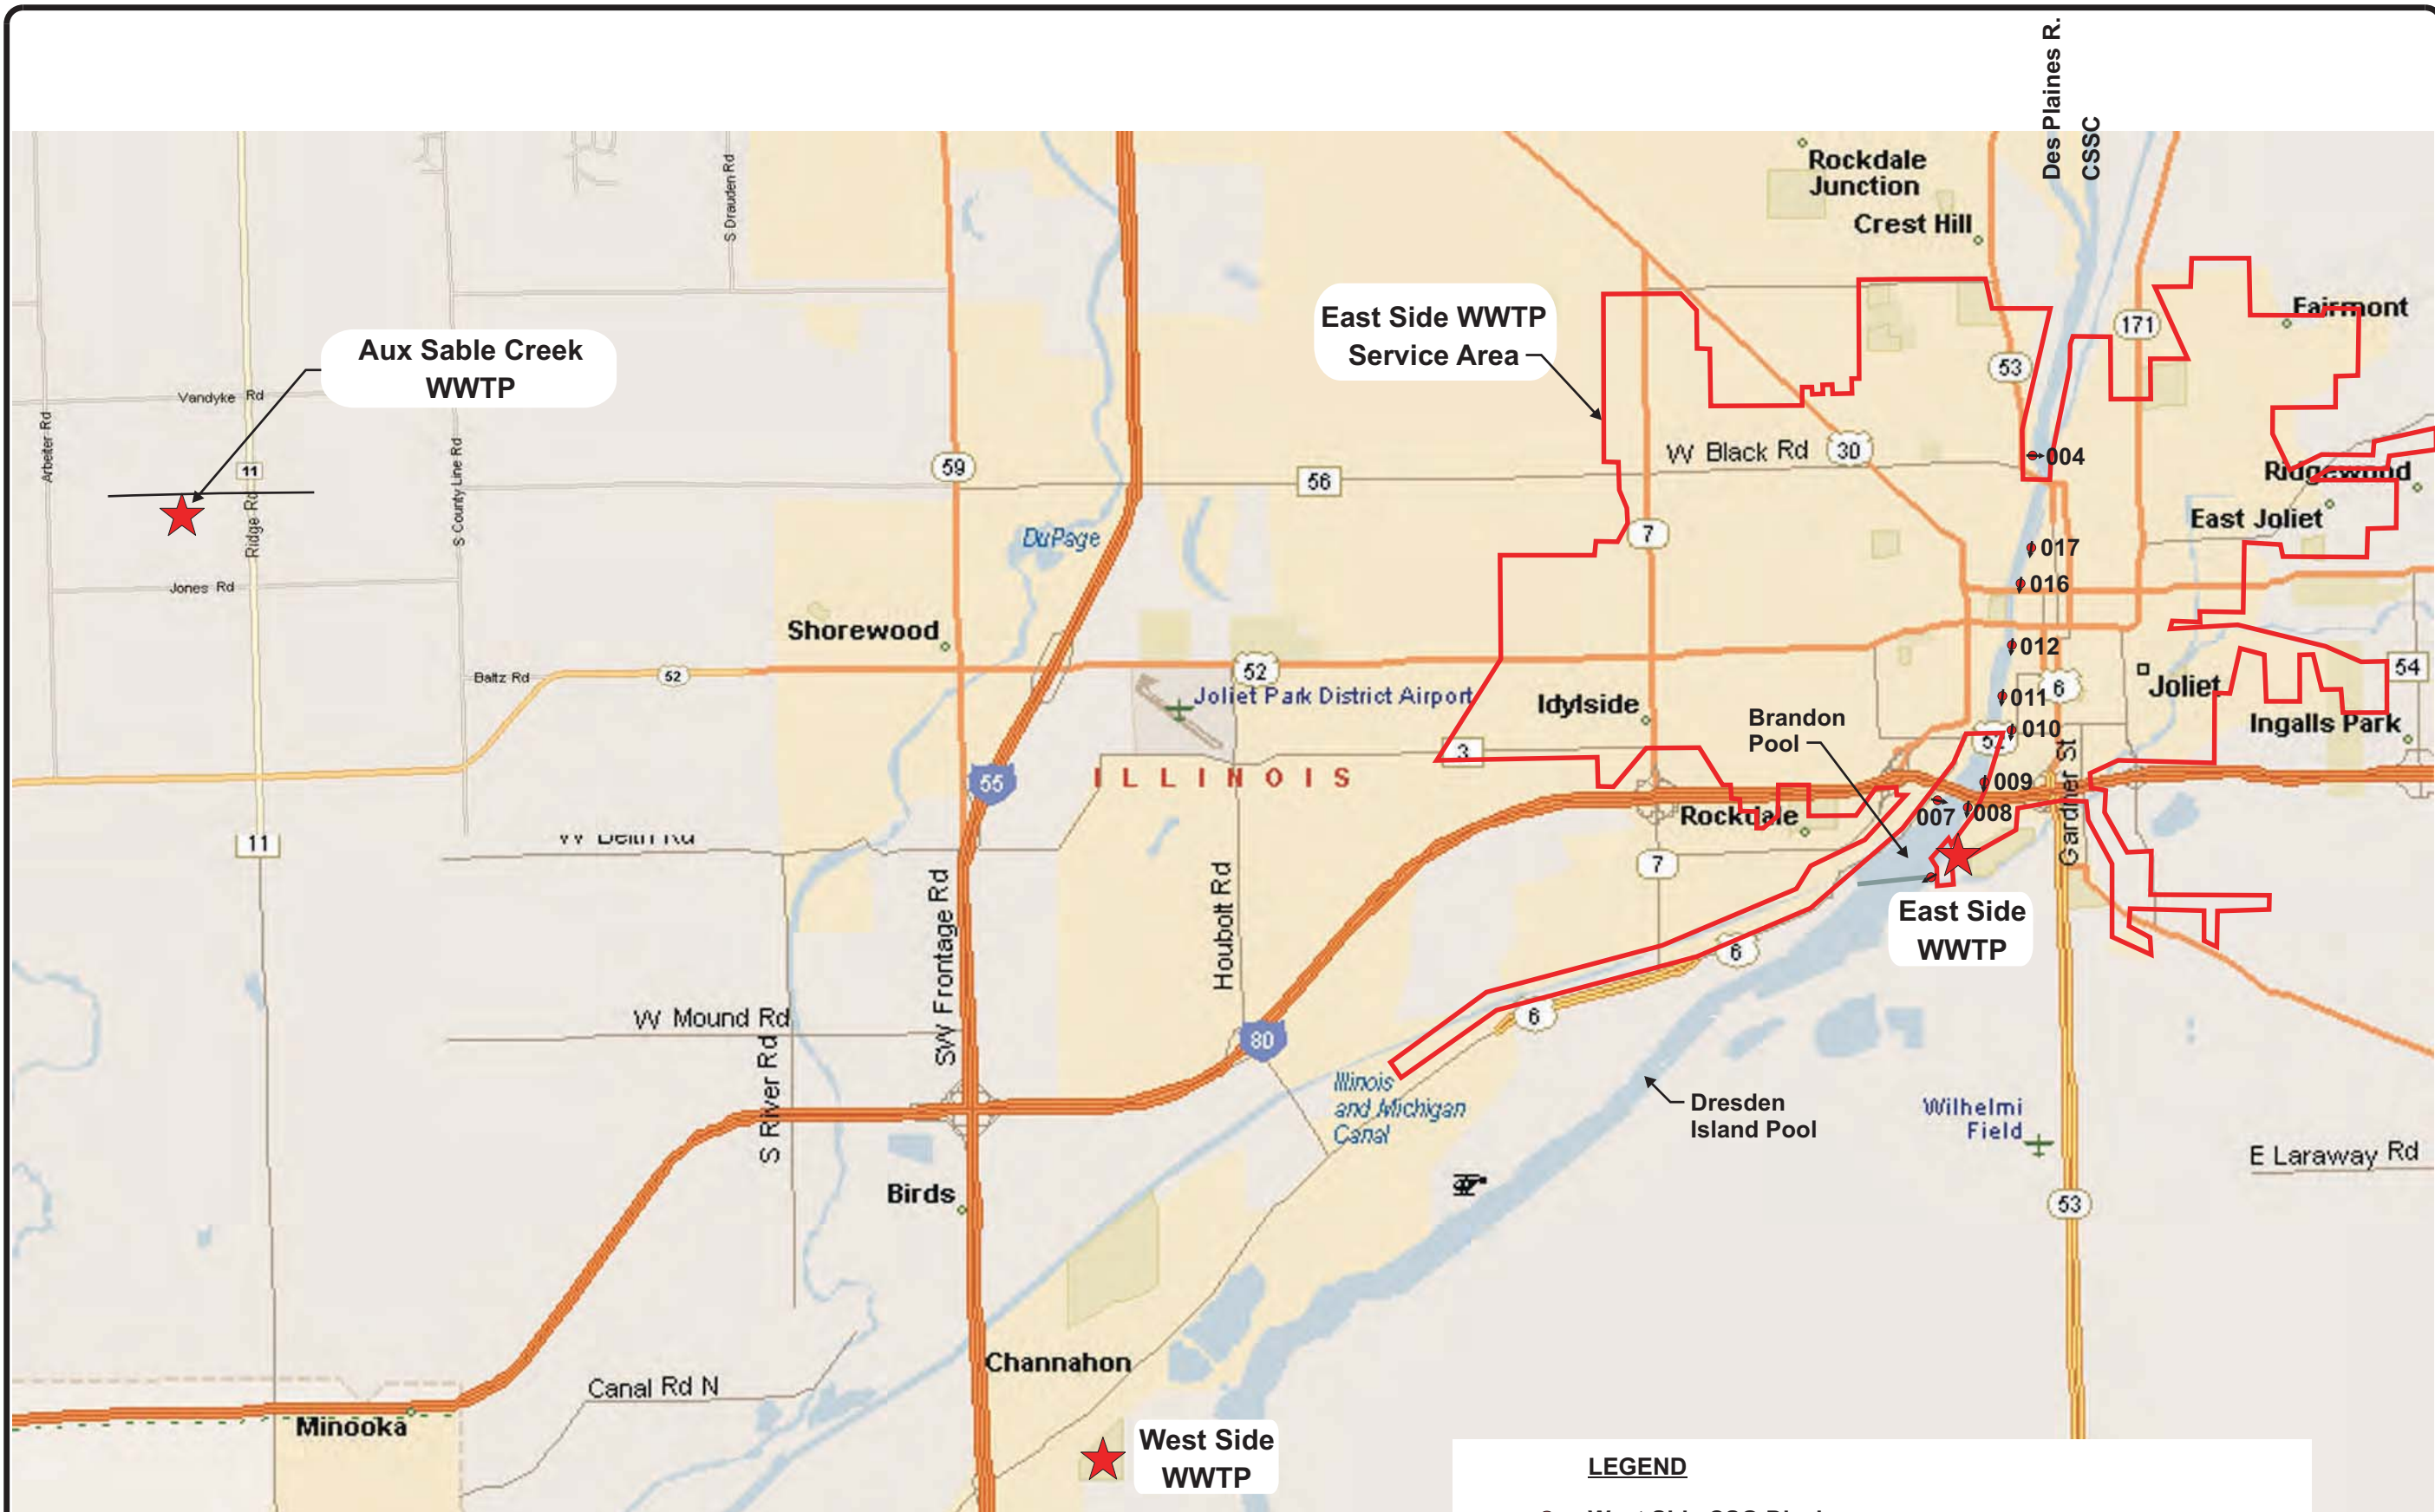 Des Plaines R.
CSSC
Rockdale
Junction
Crest Hill
S Drauden Rd
Fairmont
East Side WWTP
Service Area
171
53
Aux Sable Creek
WWTP
Vandyke Rd
Arbeiter Rd
S County Line Rd
11
Ridge Rd
59
56
W Black Rd
30
004
Ridgewood
East Joliet
7
DuPage
017
016
Jones Rd
Shorewood
012
52
Baltz Rd
52
Joliet Park District Airport
Idylside
011
6
Joliet
54
Brandon
Pool
010
Ingalls Park
3
ILLINOIS
55
009
Gardner St
Rockdale
007
008
11
7
SW Frontage Rd
Houbolt Rd
East Side
WWTP
6
6
W Mound Rd
S River Rd
80
Illinois
and Michigan
Canal
Dresden
Island Pool
Wilhelmi
Field
E Laraway Rd
Birds
53
Channahon
Canal Rd N
Minooka
West Side
WWTP
LEGEND